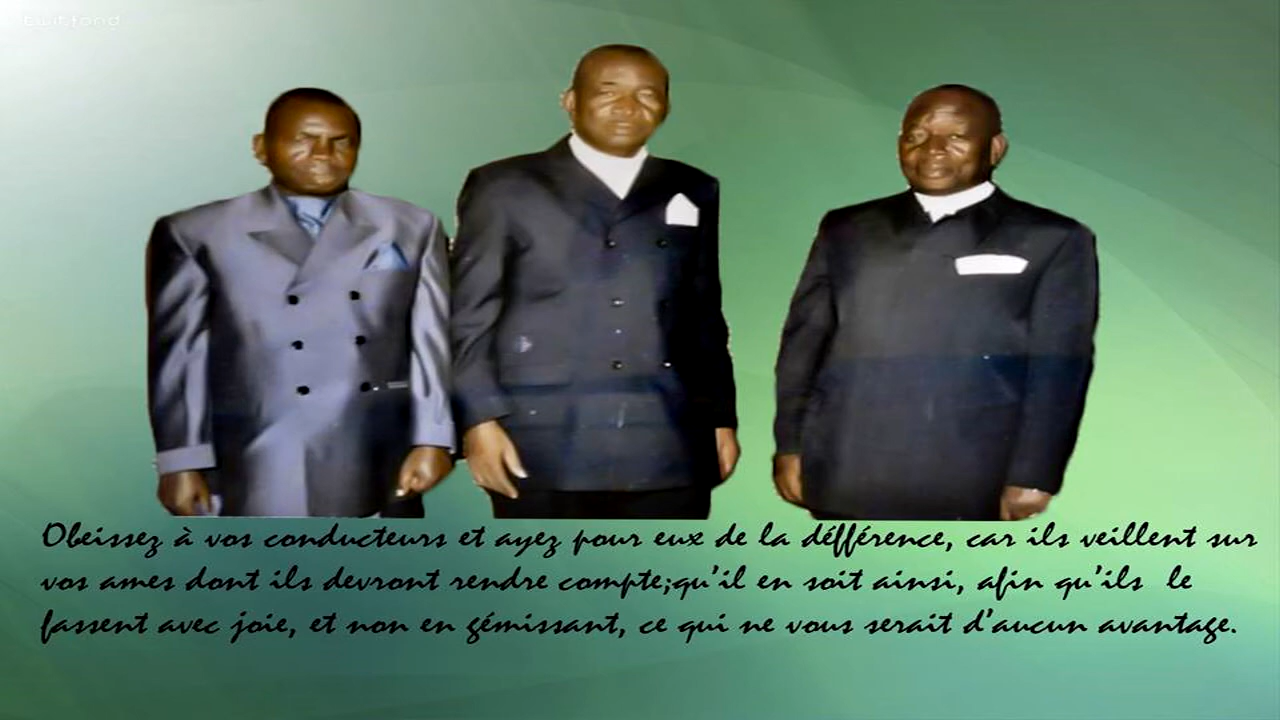 twitfond
Obeissez à vos conducteurs et ayez pour eux de la défférence, car ils veillent sur
vos ames dont ils devront rendre compte;qu'il en soit ainsi, afin qu'ils le
fassent avec joie, et non en gémissant, ce qui ne vous serait d'aucun avantage.